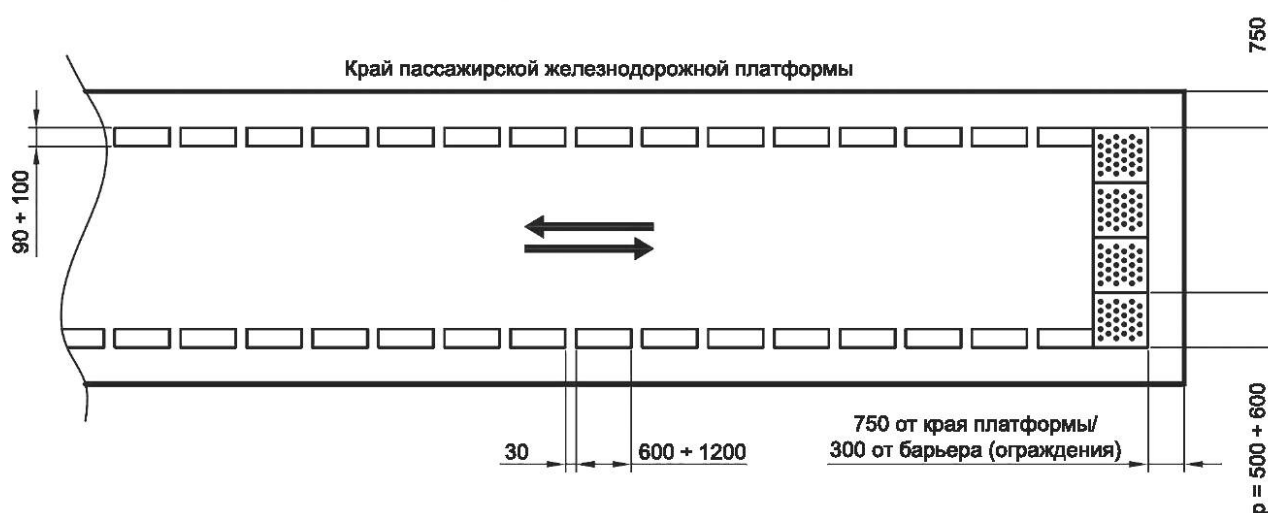 750
Край пассажирской железнодорожной платформы
90 ÷ 100
750 от края платформы/
300 от барьера (ограждения)
30
600 ÷ 1200
р = 500 ÷ 600